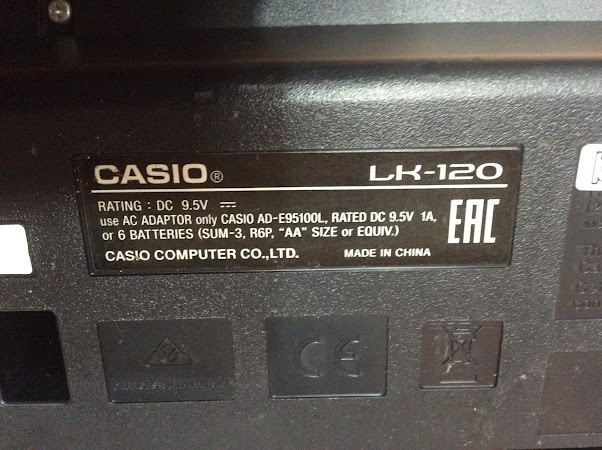 CASIO® LK-120
RATING : DC 9.5V ⎓
use AC ADAPTOR only CASIO AD-E95100L, RATED DC 9.5V 1A,
or 6 BATTERIES (SUM-3, R6P, “AA” SIZE or EQUIV.)
EAC
CASIO COMPUTER CO.,LTD. MADE IN CHINA
CE